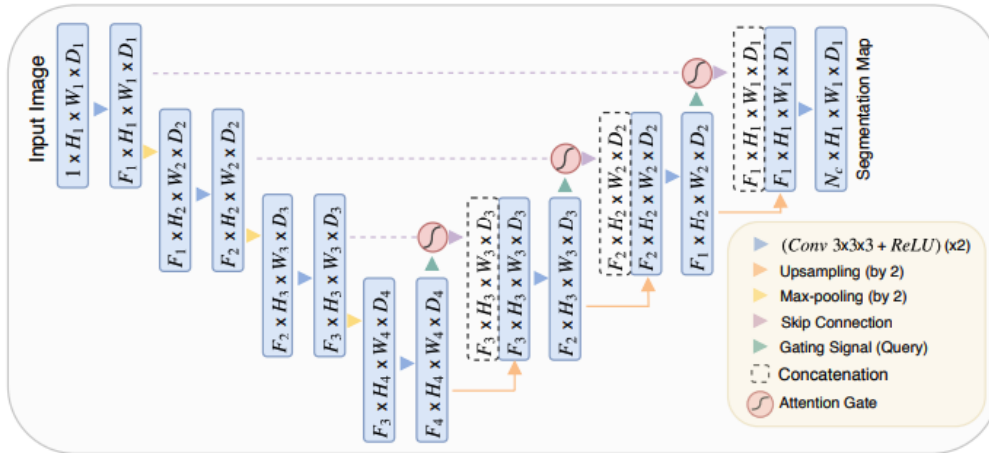 Input Image
1 x H₁ x W₁ x D₁
F₁ x H₁ x W₁ x D₁
F₁ x H₂ x W₂ x D₂
F₂ x H₂ x W₂ x D₂
F₂ x H₃ x W₃ x D₃
F₃ x H₃ x W₃ x D₃
F₃ x H₄ x W₄ x D₄
F₄ x H₄ x W₄ x D₄
F₃ x H₃ x W₃ x D₃
F₃ x H₃ x W₃ x D₃
F₂ x H₃ x W₃ x D₃
F₂ x H₂ x W₂ x D₂
F₂ x H₂ x W₂ x D₂
F₁ x H₂ x W₂ x D₂
F₁ x H₁ x W₁ x D₁
F₁ x H₁ x W₁ x D₁
N꜀ x H₁ x W₁ x D₁
Segmentation Map
(Conv 3x3x3 + ReLU) (x2)
Upsampling (by 2)
Max-pooling (by 2)
Skip Connection
Gating Signal (Query)
Concatenation
Attention Gate